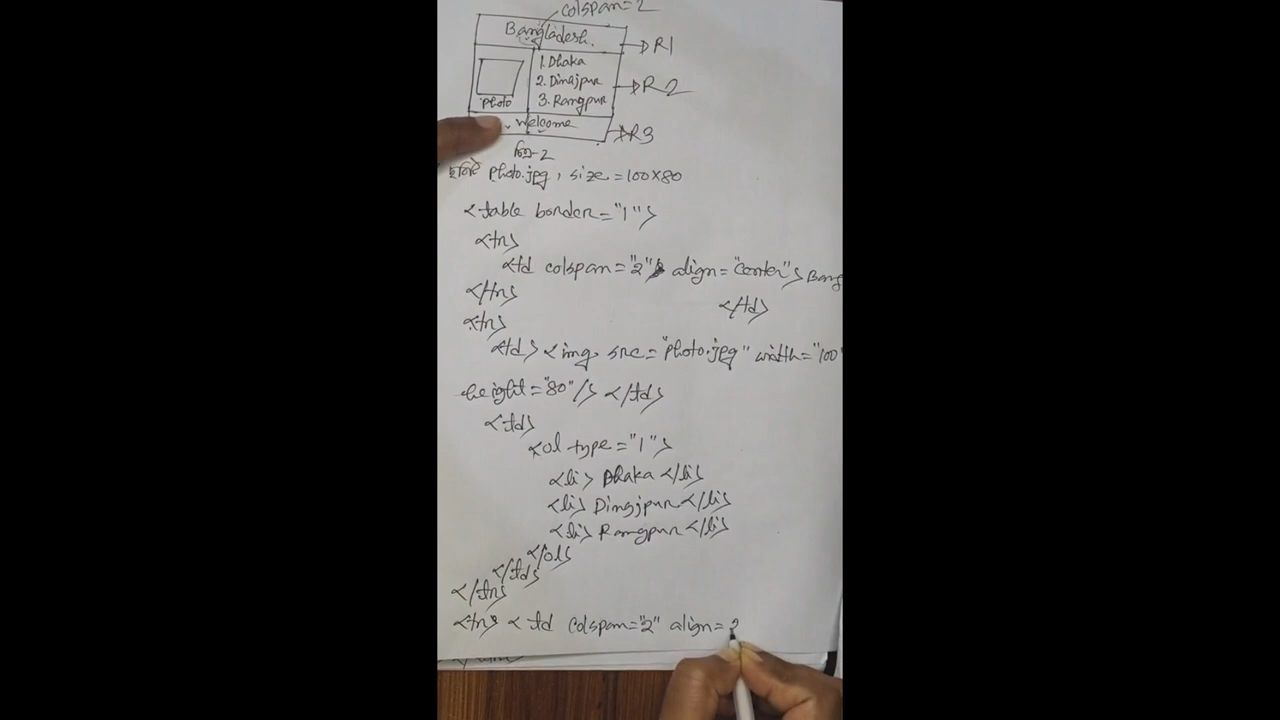 colspan=2
Bangladesh.
R1
1. Dhaka
2. Dinajpur
R2
photo
3. Rangpur
welcome
R3
চিত্র-2
photo.jpg, size=100x80
<table border="1">
<tr>
<td colspan="2" align="center"> Bang
</tr>
</td>
<tr>
<td> <img src="photo.jpg" width="100"
height="80"/> </td>
<td>
<ol type="1">
<li> Dhaka </li>
<li> Dinajpur </li>
<li> Rangpur </li>
</ol>
</td>
</tr>
<tr> <td colspan="2" align=